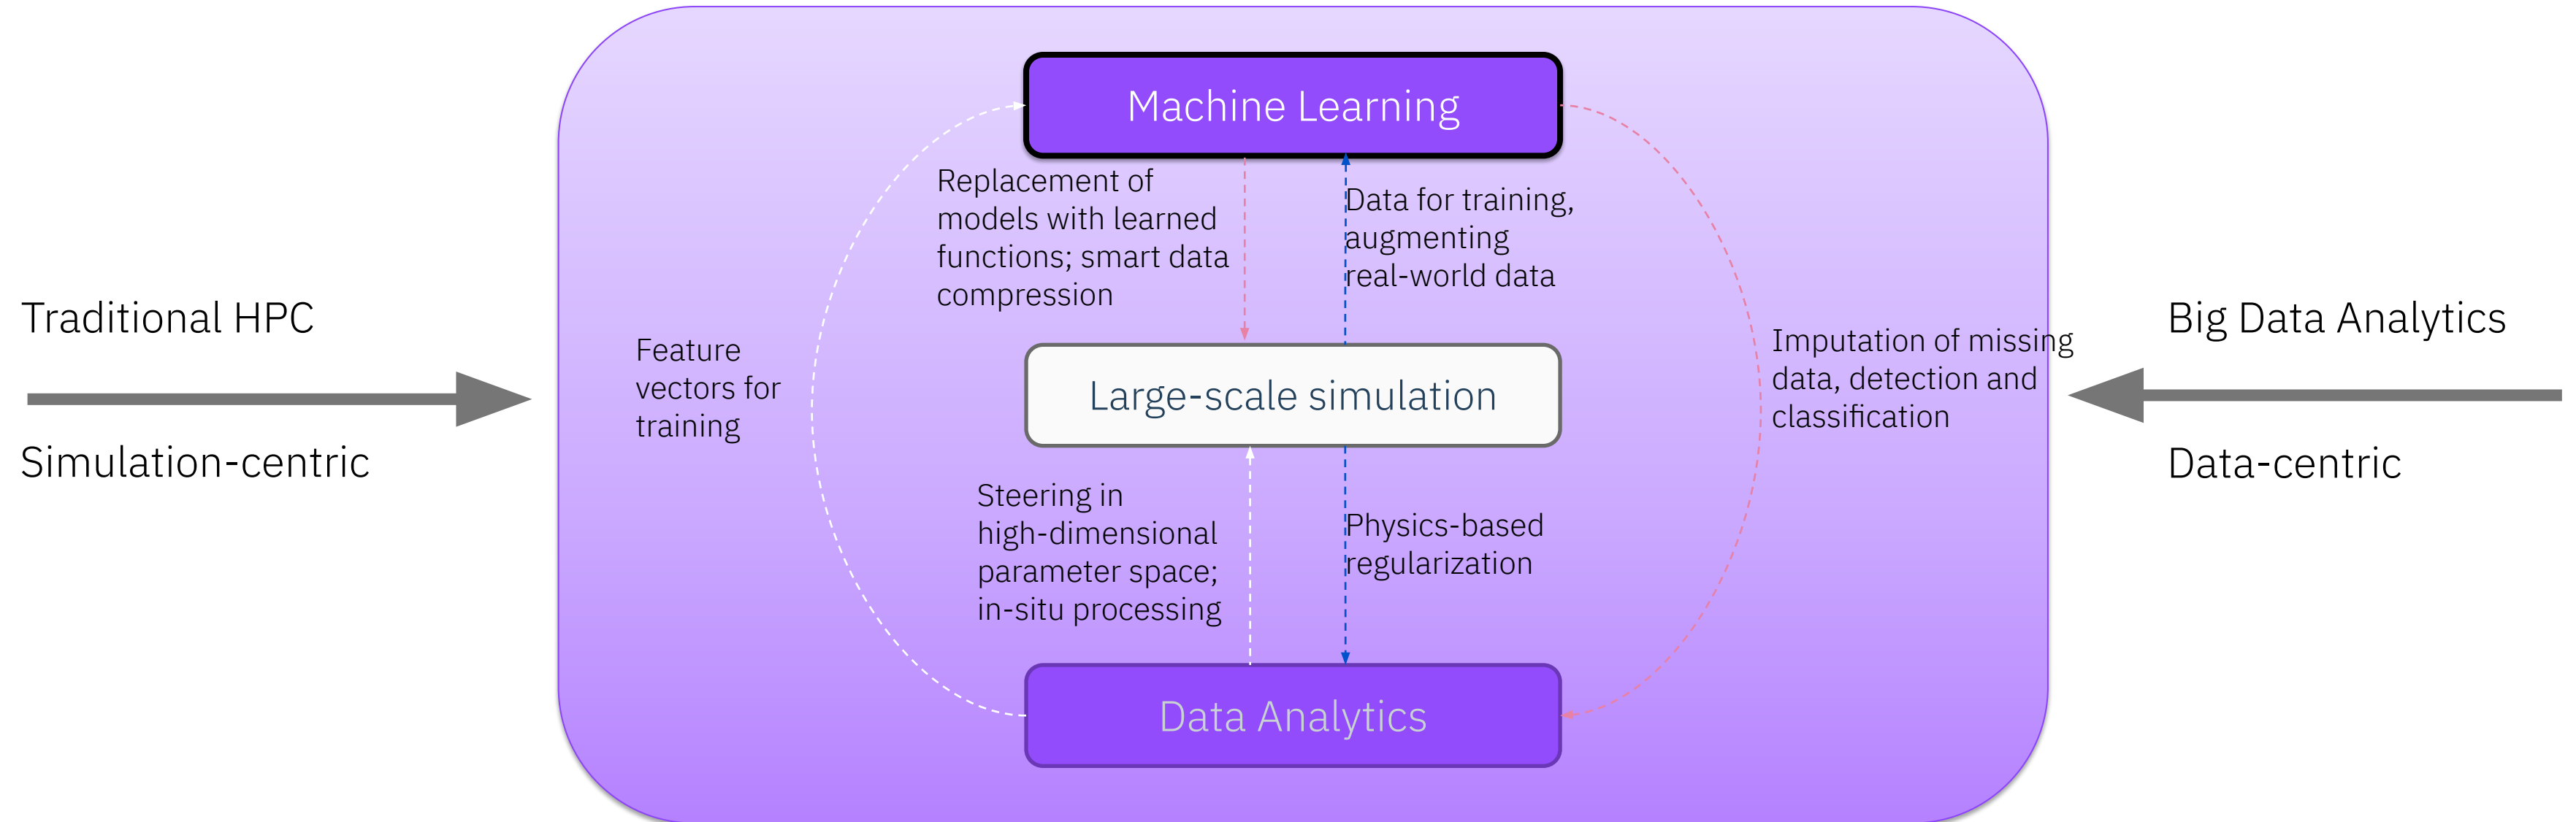 Traditional HPC
Simulation-centric
Machine Learning
Replacement of
models with learned
functions; smart data
compression
Data for training,
augmenting
real-world data
Feature
vectors for
training
Large-scale simulation
Imputation of missing
data, detection and
classification
Steering in
high-dimensional
parameter space;
in-situ processing
Physics-based
regularization
Data Analytics
Big Data Analytics
Data-centric